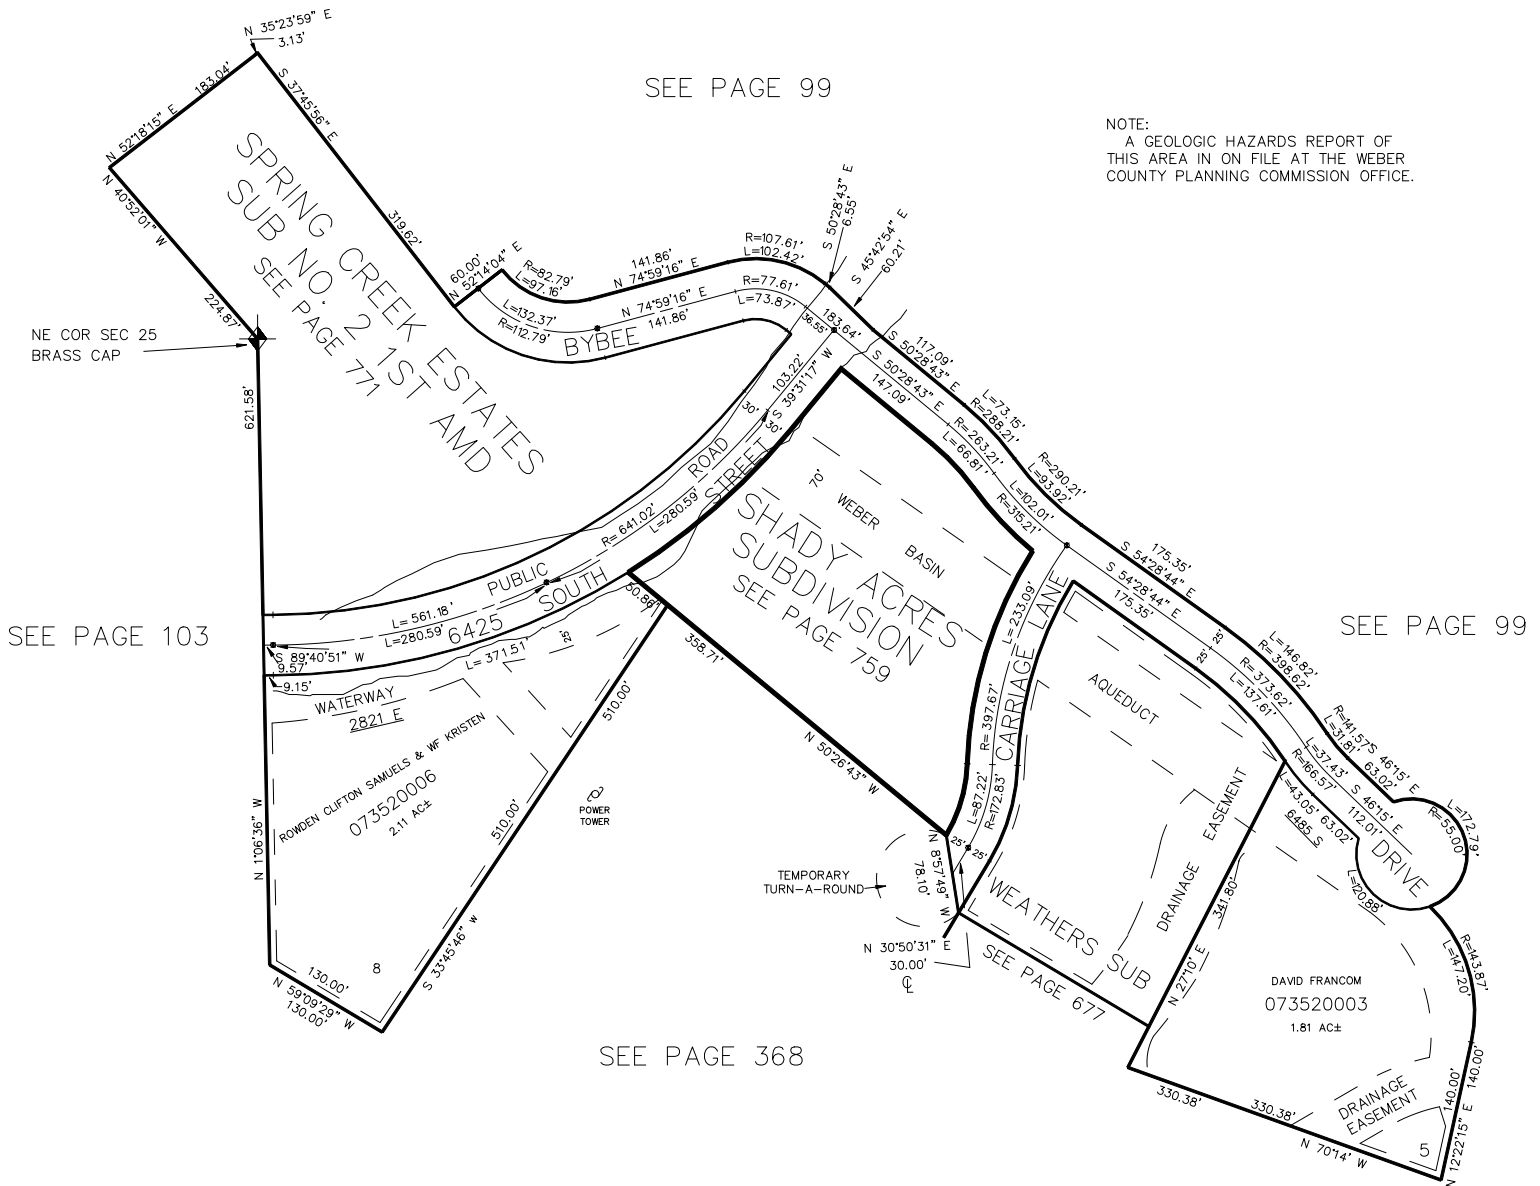 N 35°23'59" E
3.13'
N 52°18'15" E 183.04'
S 37°45'56" E 319.62'
N 40°52'01" W 224.87'
SEE PAGE 99
NOTE:
A GEOLOGIC HAZARDS REPORT OF
THIS AREA IN ON FILE AT THE WEBER
COUNTY PLANNING COMMISSION OFFICE.
SPRING CREEK ESTATES
SUB NO. 2 1ST AMD
SEE PAGE 771
NE COR SEC 25
BRASS CAP
621.58'
60.00'
N 52°14'04" E
R=82.79'
L=97.16'
L=132.37'
R=112.79'
141.86'
N 74°59'16" E
N 74°59'16" E
141.86'
BYBEE
R=107.61'
L=102.42'
R=77.61'
L=73.87'
S 50°28'43" E
6.55'
S 45°42'54" E
60.21'
36.55'
183.64'
103.22'
S 39°31'17" W
30'
30'
117.09'
S 50°28'43" E
S 50°28'43" E
147.09'
L=73.15'
R=288.21'
R=263.21'
L=66.81'
R=290.21'
L=93.92'
L=102.01'
R=315.21'
175.35'
S 54°28'44" E
S 54°28'44" E
175.35'
25'
25'
L=146.82'
R=398.62'
R=373.62'
L=137.61'
R=141.57'
L=31.81'
L=37.43'
R=166.57'
L=43.05'
S 46°15' E
63.02'
S 46°15' E
112.01'
63.02'
6485 S
L=172.79'
R=55.00'
DRIVE
L=120.88'
R=143.87'
L=147.20'
SEE PAGE 99
SEE PAGE 103
ROAD
STREET
R= 641.02'
L=280.59'
PUBLIC
SOUTH
L= 561.18'
L=280.59'
6425
S 89°40'51" W
9.57'
9.15'
L= 371.51'
25'
50.86'
70'
WEBER
BASIN
SHADY ACRES
SUBDIVISION
SEE PAGE 759
358.71'
N 50°26'43" W
L=233.09'
R= 397.67'
CARRIAGE LANE
L=87.22'
R=172.83'
25'
25'
AQUEDUCT
DRAINAGE EASEMENT
WATERWAY
2821 E
ROWDEN CLIFTON SAMUELS & WF KRISTEN
073520006
2.11 AC±
510.00'
510.00'
S 33°45'46" W
N 1°06'36" W
130.00'
N 59°09'29" W
130.00'
8
POWER
TOWER
TEMPORARY
TURN-A-ROUND
N 8°57'49" W
78.10'
N 30°50'31" E
30.00'
℄
WEATHERS SUB
SEE PAGE 677
341.80'
N 27°10' E
SEE PAGE 368
DAVID FRANCOM
073520003
1.81 AC±
140.00'
140.00'
N 12°22'15" E
DRAINAGE
EASEMENT
330.38'
330.38'
N 70°14' W
5